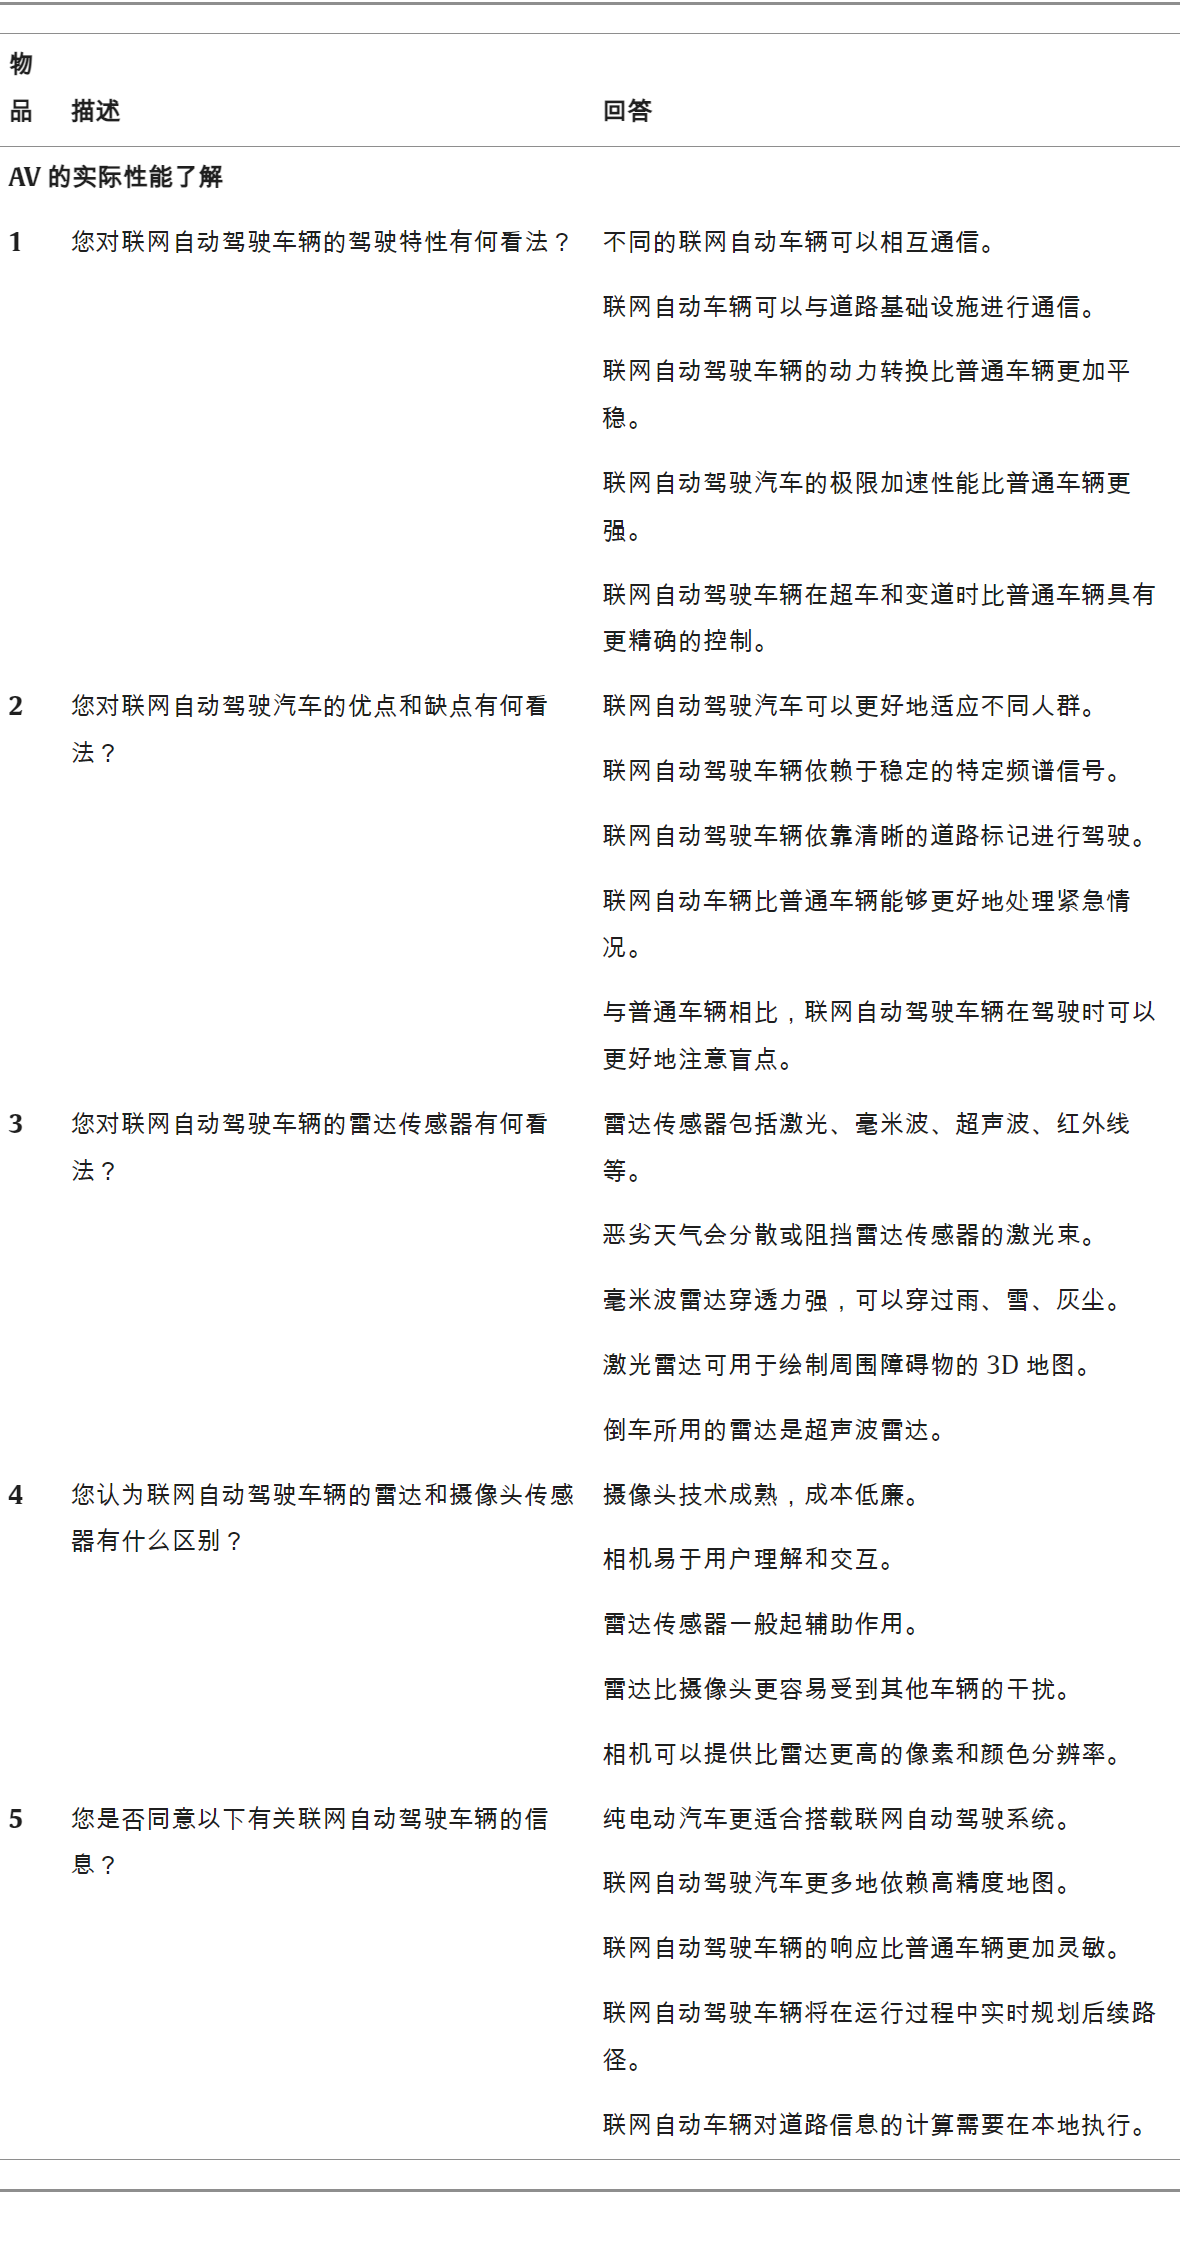 物
品 描述 回答
AV 的实际性能了解
1 您对联网自动驾驶车辆的驾驶特性有何看法？ 不同的联网自动车辆可以相互通信。
联网自动车辆可以与道路基础设施进行通信。
联网自动驾驶车辆的动力转换比普通车辆更加平
稳。
联网自动驾驶汽车的极限加速性能比普通车辆更
强。
联网自动驾驶车辆在超车和变道时比普通车辆具有
更精确的控制。
2 您对联网自动驾驶汽车的优点和缺点有何看 联网自动驾驶汽车可以更好地适应不同人群。
法？
联网自动驾驶车辆依赖于稳定的特定频谱信号。
联网自动驾驶车辆依靠清晰的道路标记进行驾驶。
联网自动车辆比普通车辆能够更好地处理紧急情
况。
与普通车辆相比，联网自动驾驶车辆在驾驶时可以
更好地注意盲点。
3 您对联网自动驾驶车辆的雷达传感器有何看 雷达传感器包括激光、毫米波、超声波、红外线
法？ 等。
恶劣天气会分散或阻挡雷达传感器的激光束。
毫米波雷达穿透力强，可以穿过雨、雪、灰尘。
激光雷达可用于绘制周围障碍物的 3D 地图。
倒车所用的雷达是超声波雷达。
4 您认为联网自动驾驶车辆的雷达和摄像头传感 摄像头技术成熟，成本低廉。
器有什么区别？
相机易于用户理解和交互。
雷达传感器一般起辅助作用。
雷达比摄像头更容易受到其他车辆的干扰。
相机可以提供比雷达更高的像素和颜色分辨率。
5 您是否同意以下有关联网自动驾驶车辆的信 纯电动汽车更适合搭载联网自动驾驶系统。
息？
联网自动驾驶汽车更多地依赖高精度地图。
联网自动驾驶车辆的响应比普通车辆更加灵敏。
联网自动驾驶车辆将在运行过程中实时规划后续路
径。
联网自动车辆对道路信息的计算需要在本地执行。